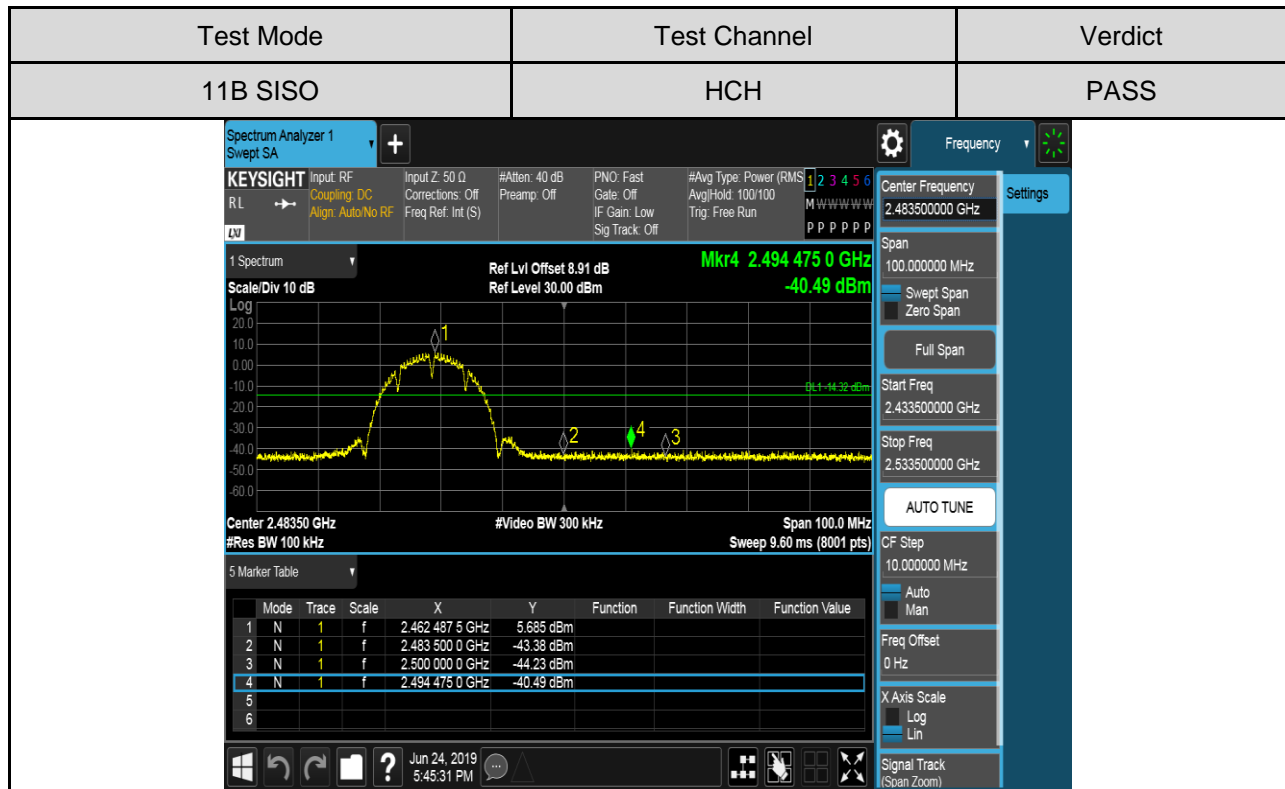 Test Mode Test Channel Verdict
11B SISO HCH PASS
Spectrum Analyzer 1
Swept SA
+
Frequency
KEYSIGHT Input: RF Input Z: 50 Ω #Atten: 40 dB PNO: Fast #Avg Type: Power (RMS 1 2 3 4 5 6
RL Coupling: DC Corrections: Off Preamp: Off Gate: Off Avg|Hold: 100/100 M W W W W W
Align: Auto/No RF Freq Ref: Int (S) IF Gain: Low Trig: Free Run
LXI Sig Track: Off P P P P P P
1 Spectrum
Ref Lvl Offset 8.91 dB Mkr4 2.494 475 0 GHz
Scale/Div 10 dB Ref Level 30.00 dBm -40.49 dBm
Log
20.0
10.0
0.00
-10.0
-20.0
-30.0
-40.0
-50.0
-60.0
1
DL1 -14.32 dBm
2
4
3
Center 2.48350 GHz #Video BW 300 kHz Span 100.0 MHz
#Res BW 100 kHz Sweep 9.60 ms (8001 pts)
5 Marker Table
Mode Trace Scale X Y Function Function Width Function Value
1 N 1 f 2.462 487 5 GHz 5.685 dBm
2 N 1 f 2.483 500 0 GHz -43.38 dBm
3 N 1 f 2.500 000 0 GHz -44.23 dBm
4 N 1 f 2.494 475 0 GHz -40.49 dBm
5
6
?
Jun 24, 2019
5:45:31 PM
Center Frequency
2.483500000 GHz
Settings
Span
100.000000 MHz
Swept Span
Zero Span
Full Span
Start Freq
2.433500000 GHz
Stop Freq
2.533500000 GHz
AUTO TUNE
CF Step
10.000000 MHz
Auto
Man
Freq Offset
0 Hz
X Axis Scale
Log
Lin
Signal Track
(Span Zoom)